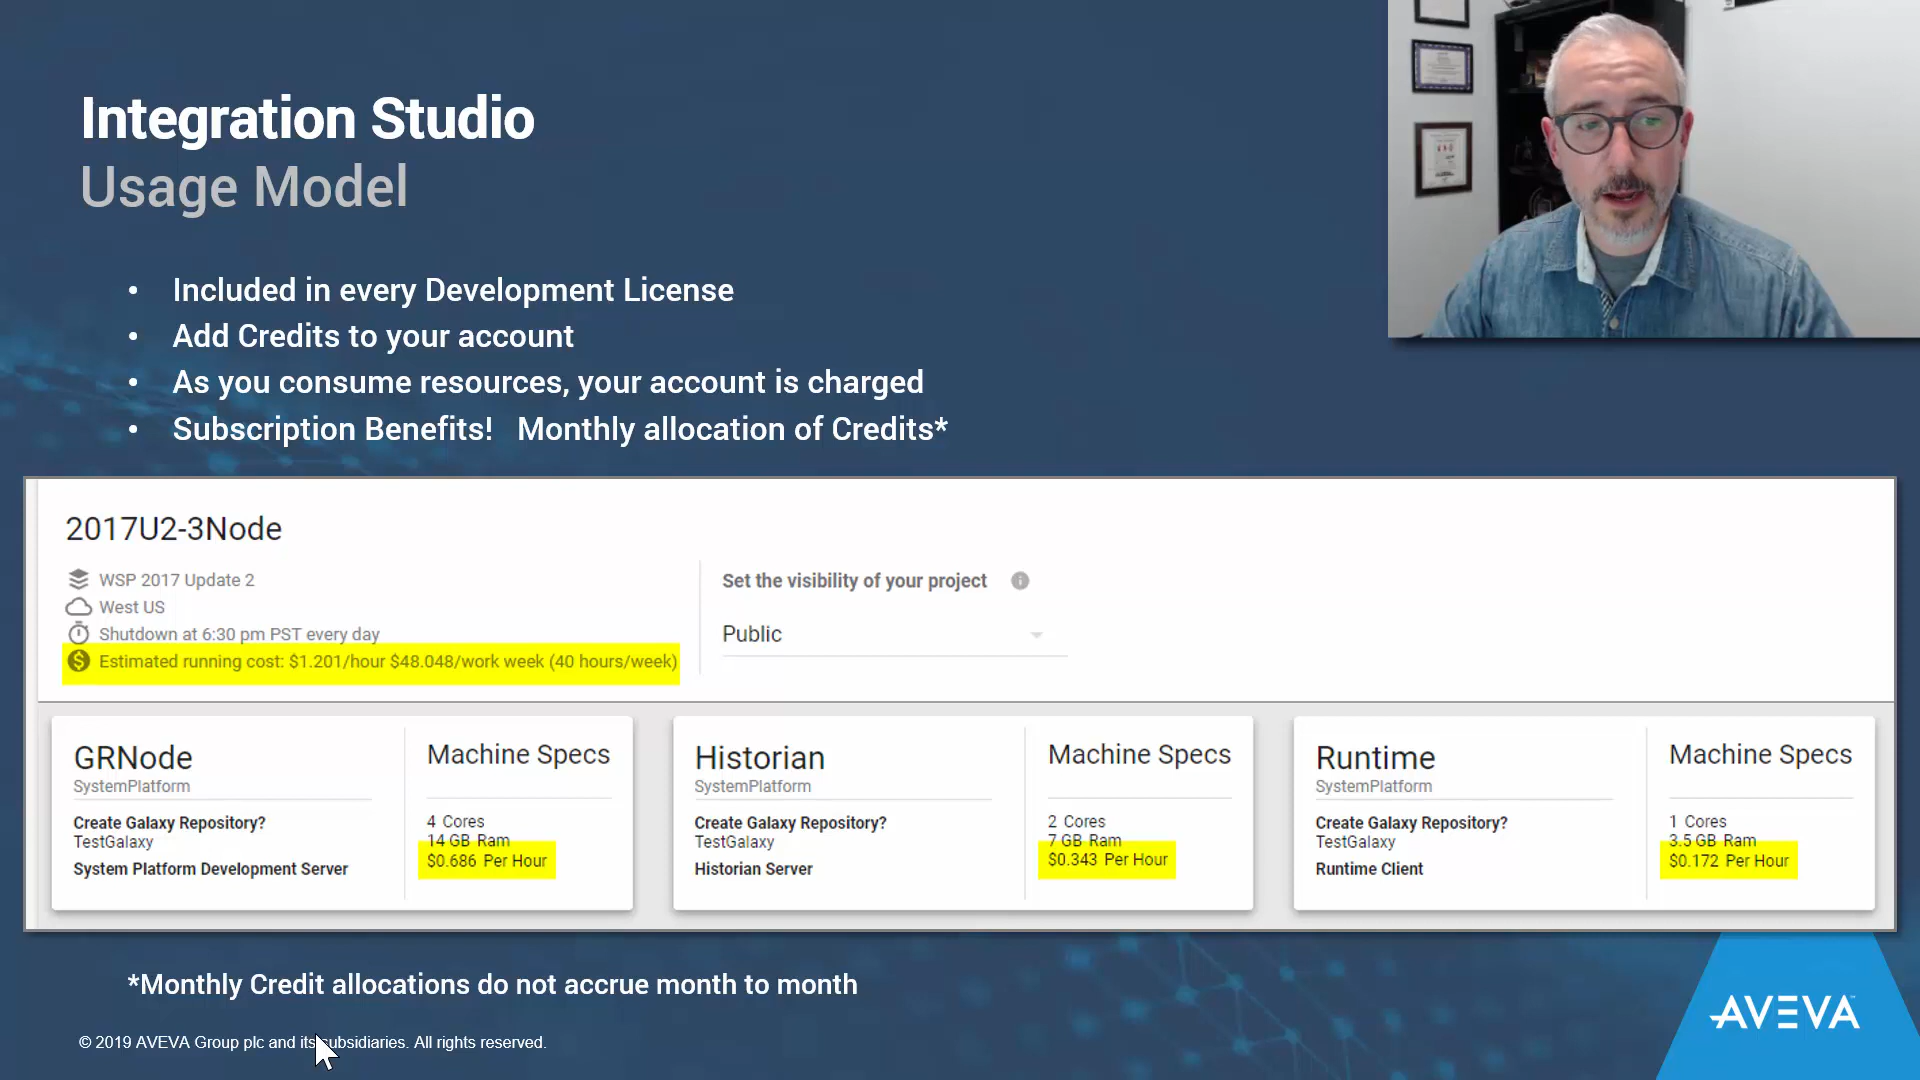 Integration Studio
Usage Model
• Included in every Development License
• Add Credits to your account
• As you consume resources, your account is charged
• Subscription Benefits! Monthly allocation of Credits*
2017U2-3Node
WSP 2017 Update 2
West US
Shutdown at 6:30 pm PST every day
Estimated running cost: $1.201/hour $48.048/work week (40 hours/week)
Set the visibility of your project
Public
GRNode
SystemPlatform
Create Galaxy Repository?
TestGalaxy
System Platform Development Server
Machine Specs
4 Cores
14 GB Ram
$0.686 Per Hour
Historian
SystemPlatform
Create Galaxy Repository?
TestGalaxy
Historian Server
Machine Specs
2 Cores
7 GB Ram
$0.343 Per Hour
Runtime
SystemPlatform
Create Galaxy Repository?
TestGalaxy
Runtime Client
Machine Specs
1 Cores
3.5 GB Ram
$0.172 Per Hour
*Monthly Credit allocations do not accrue month to month
© 2019 AVEVA Group plc and its subsidiaries. All rights reserved.
AVEVA